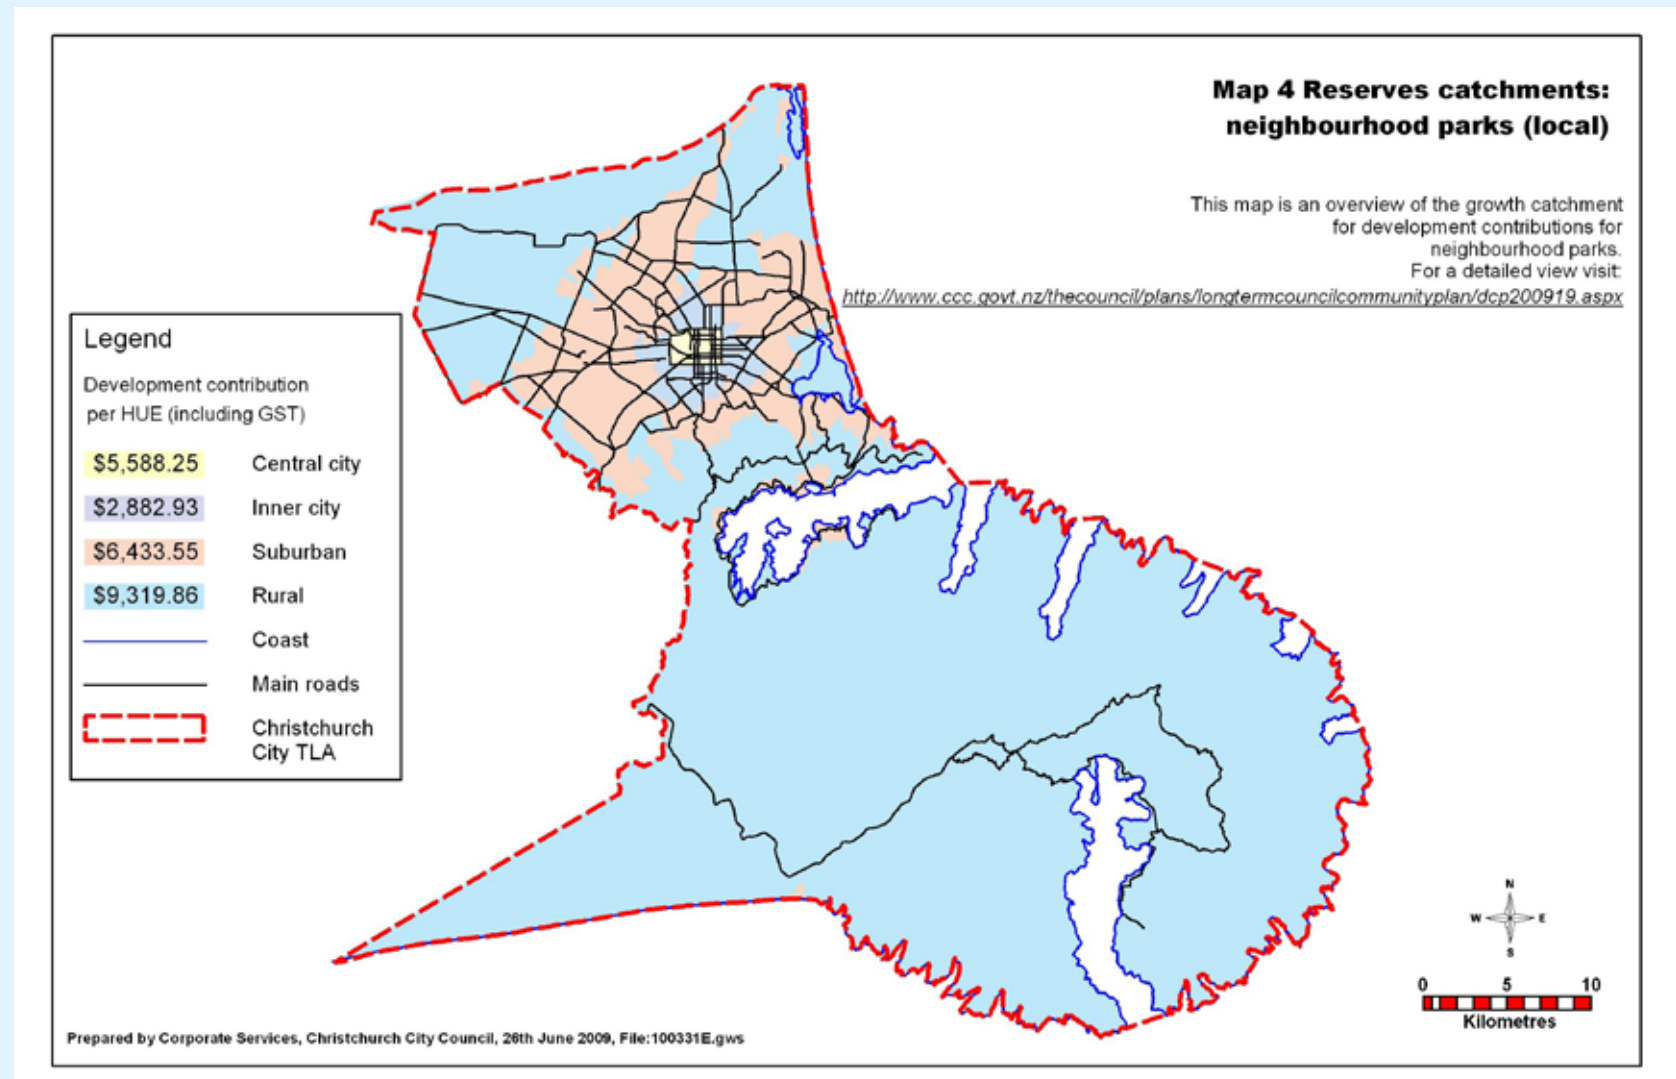 Map 4 Reserves catchments:
neighbourhood parks (local)
This map is an overview of the growth catchment
for development contributions for
neighbourhood parks.
For a detailed view visit:
http://www.ccc.govt.nz/thecouncil/plans/longtermcouncilcommunityplan/dcp200919.aspx
Legend
Development contribution
per HUE (including GST)
$5,588.25 Central city
$2,882.93 Inner city
$6,433.55 Suburban
$9,319.86 Rural
Coast
Main roads
Christchurch
City TLA
N
W E
S
0 5 10
Kilometres
Prepared by Corporate Services, Christchurch City Council, 26th June 2009, File:100331E.gws